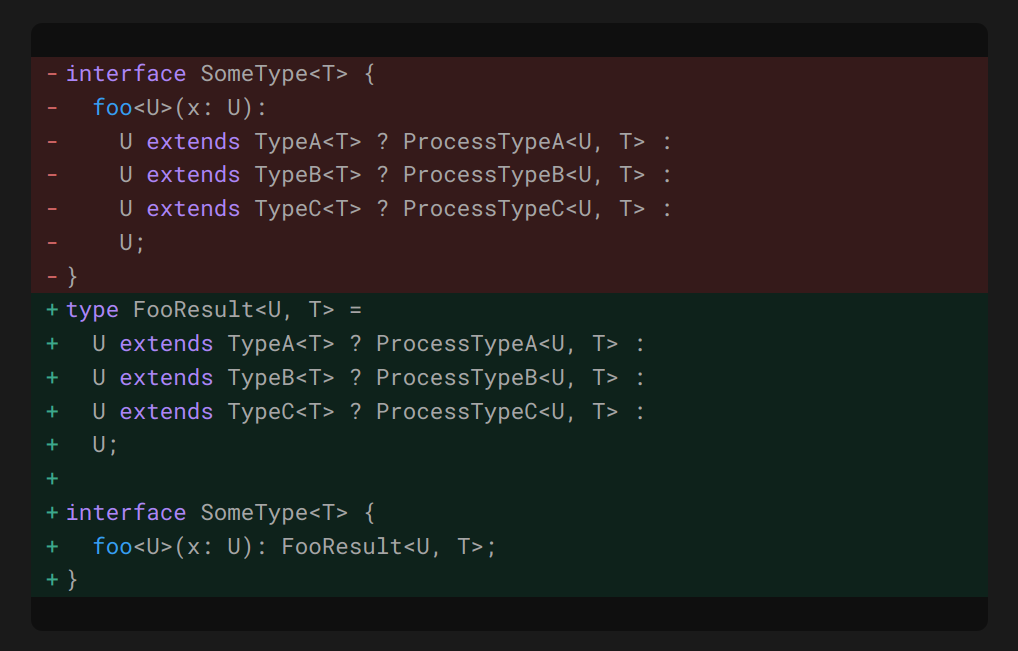 - interface SomeType<T> {
-   foo<U>(x: U):
-     U extends TypeA<T> ? ProcessTypeA<U, T> :
-     U extends TypeB<T> ? ProcessTypeB<U, T> :
-     U extends TypeC<T> ? ProcessTypeC<U, T> :
-     U;
- }
+ type FooResult<U, T> =
+   U extends TypeA<T> ? ProcessTypeA<U, T> :
+   U extends TypeB<T> ? ProcessTypeB<U, T> :
+   U extends TypeC<T> ? ProcessTypeC<U, T> :
+   U;
+
+ interface SomeType<T> {
+   foo<U>(x: U): FooResult<U, T>;
+ }